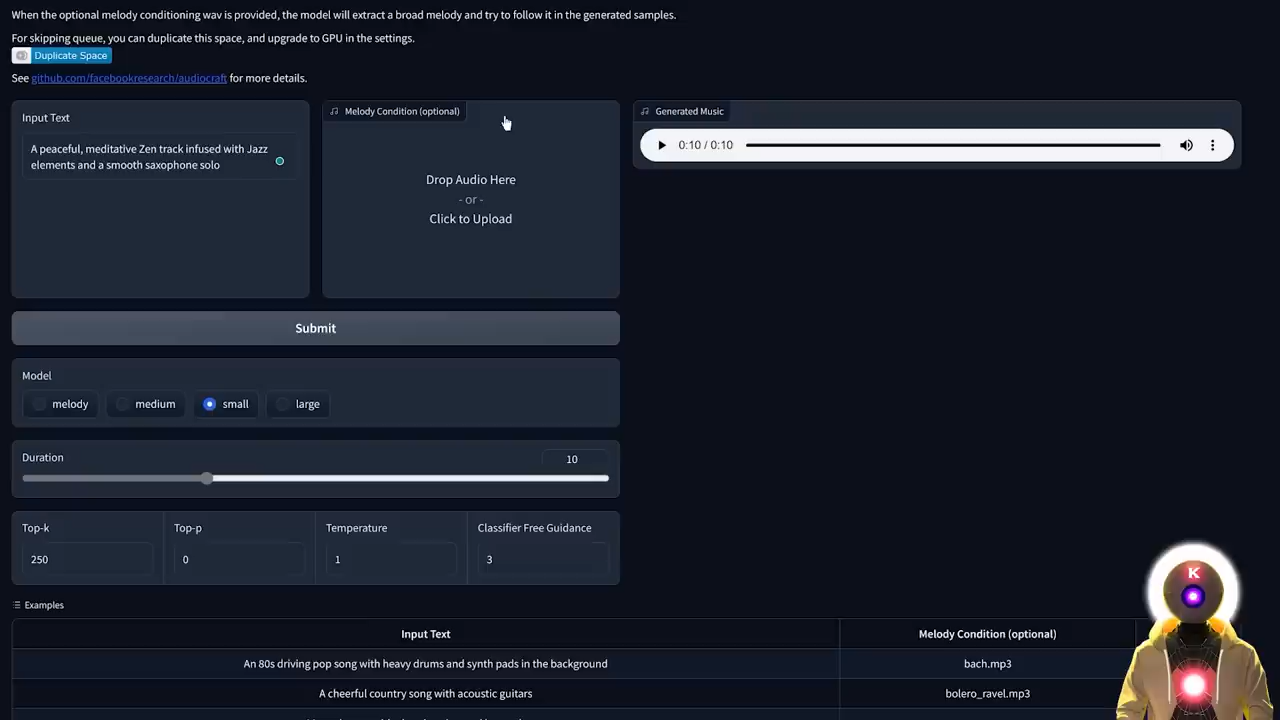 When the optional melody conditioning wav is provided, the model will extract a broad melody and try to follow it in the generated samples.
For skipping queue, you can duplicate this space, and upgrade to GPU in the settings.
Duplicate Space
See github.com/facebookresearch/audiocraft for more details.
Input Text
A peaceful, meditative Zen track infused with Jazz
elements and a smooth saxophone solo
Melody Condition (optional)
Drop Audio Here
- or -
Click to Upload
Generated Music
0:10 / 0:10
Submit
Model
melody medium small large
Duration
10
Top-k Top-p Temperature Classifier Free Guidance
250 0 1 3
Examples
Input Text Melody Condition (optional)
An 80s driving pop song with heavy drums and synth pads in the background bach.mp3
A cheerful country song with acoustic guitars bolero_ravel.mp3
K